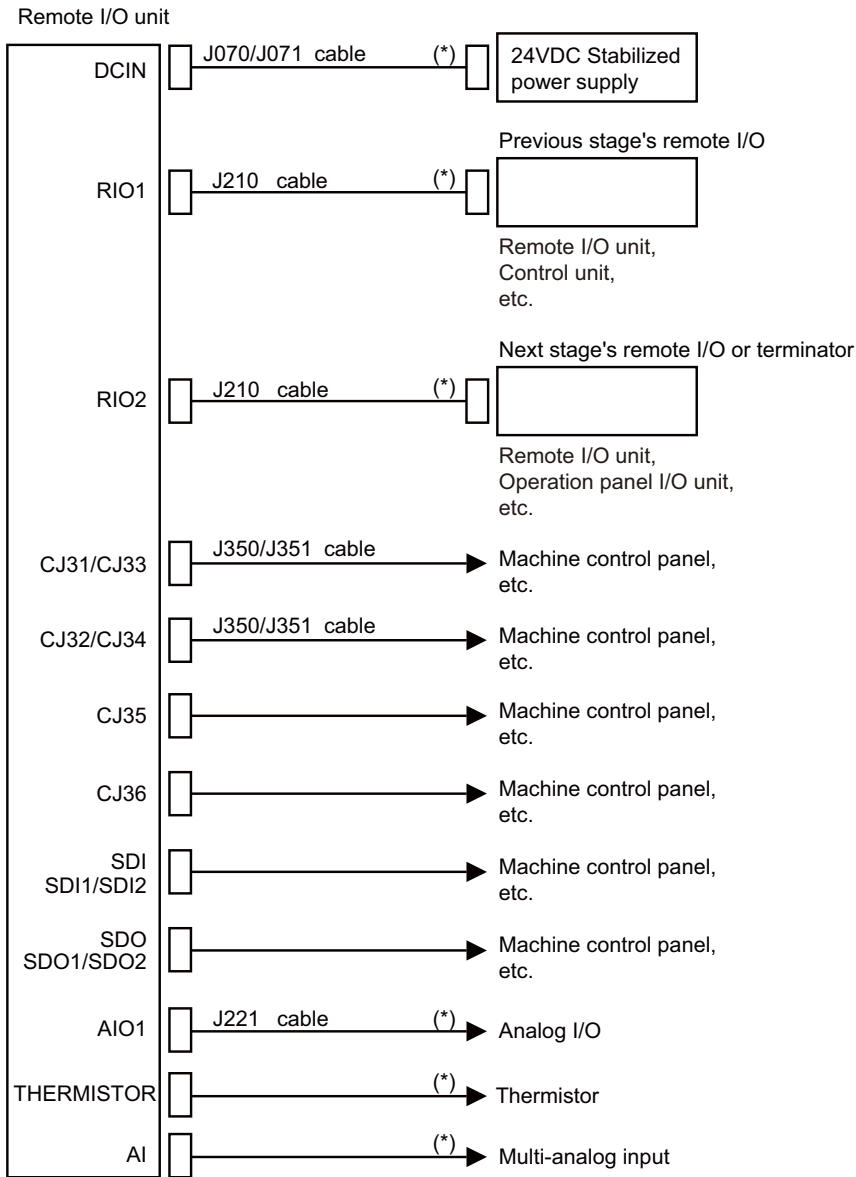 Remote I/O unit
DCIN
J070/J071 cable
(*)
24VDC Stabilized
power supply
Previous stage's remote I/O
RIO1
J210 cable
(*)
Remote I/O unit,
Control unit,
etc.
Next stage's remote I/O or terminator
RIO2
J210 cable
(*)
Remote I/O unit,
Operation panel I/O unit,
etc.
CJ31/CJ33
J350/J351 cable
Machine control panel,
etc.
CJ32/CJ34
J350/J351 cable
Machine control panel,
etc.
CJ35
Machine control panel,
etc.
CJ36
Machine control panel,
etc.
SDI
SDI1/SDI2
Machine control panel,
etc.
SDO
SDO1/SDO2
Machine control panel,
etc.
AIO1
J221 cable
(*)
Analog I/O
THERMISTOR
(*)
Thermistor
AI
(*)
Multi-analog input